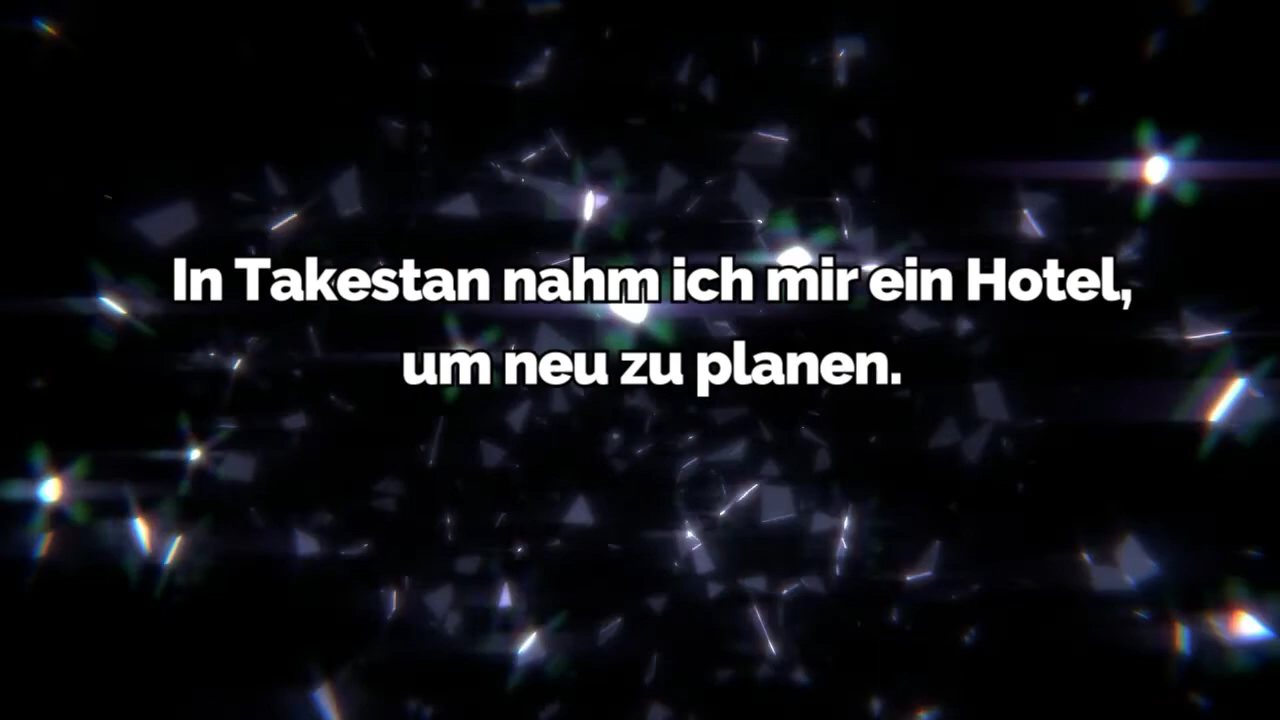 In Takestan nahm ich mir ein Hotel,
um neu zu planen.